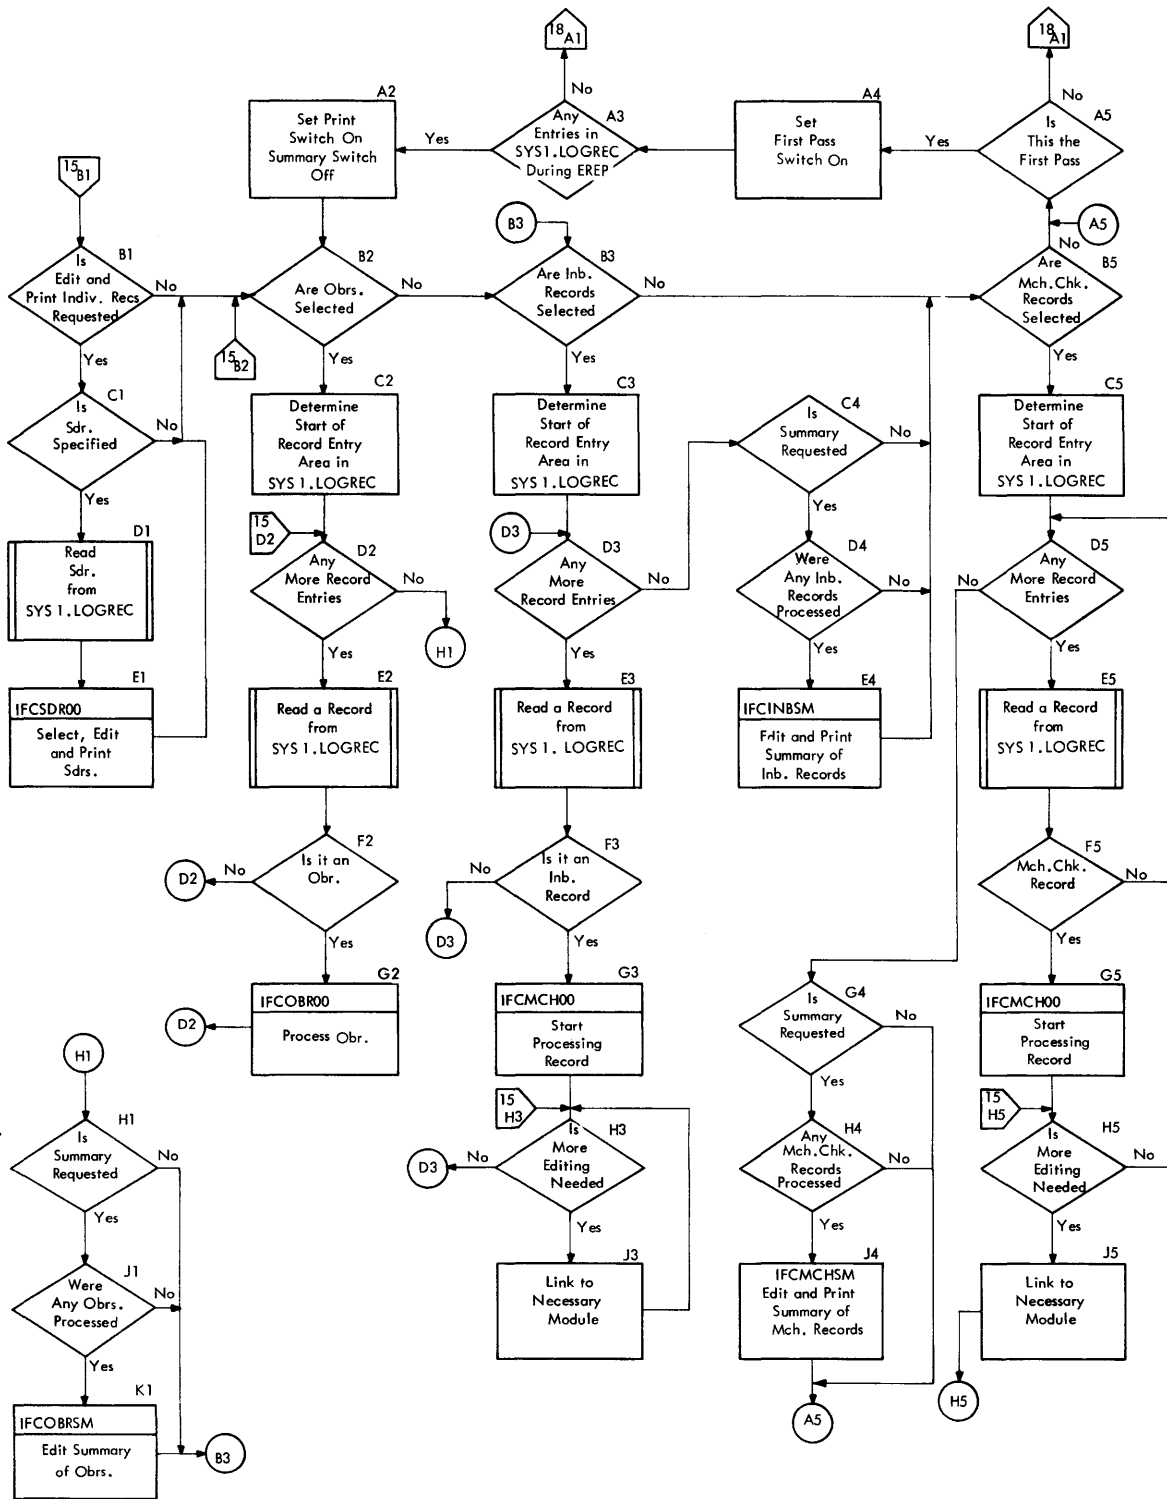 18
A1
18
A1
A2
Set Print
Switch On
Summary Switch
Off
Yes
No
A3
Any
Entries in
SYS1.LOGREC
During EREP
A4
Set
First Pass
Switch On
Yes
No
A5
Is
This the
First Pass
15
B1
B1
Is
Edit and
Print Indiv. Recs
Requested
No
Yes
15
B2
B2
Are Obrs.
Selected
No
Yes
B3
B3
Are Inb.
Records
Selected
No
Yes
A5
No
B5
Are
Mch.Chk.
Records
Selected
Yes
C1
Is
Sdr.
Specified
No
Yes
C2
Determine
Start of
Record Entry
Area in
SYS 1.LOGREC
C3
Determine
Start of
Record Entry
Area in
SYS 1.LOGREC
C4
Is
Summary
Requested
No
Yes
C5
Determine
Start of
Record Entry
Area in
SYS 1.LOGREC
D1
Read
Sdr.
from
SYS 1.LOGREC
15
D2
D2
Any
More Record
Entries
No
H1
Yes
D3
D3
Any
More
Record Entries
No
Yes
D4
Were
Any Inb.
Records
Processed
No
Yes
D5
Any
More Record
Entries
No
Yes
E1
IFCSDR00
Select, Edit
and Print
Sdrs.
E2
Read a Record
from
SYS 1.LOGREC
E3
Read a Record
from
SYS 1. LOGREC
E4
IFCINBSM
Edit and Print
Summary of
Inb. Records
E5
Read a Record
from
SYS 1. LOGREC
F2
Is it an
Obr.
No
D2
Yes
F3
Is it an
Inb.
Record
No
D3
Yes
F5
Mch.Chk.
Record
No
Yes
G2
IFCOBR00
Process Obr.
D2
G3
IFCMCH00
Start
Processing
Record
G4
Is
Summary
Requested
No
Yes
G5
IFCMCH00
Start
Processing
Record
H1
H1
Is
Summary
Requested
No
Yes
15
H3
H3
Is
More
Editing
Needed
No
D3
Yes
H4
Any
Mch.Chk.
Records
Processed
No
Yes
15
H5
H5
Is
More
Editing
Needed
No
Yes
J1
Were
Any Obrs.
Processed
No
Yes
J3
Link to
Necessary
Module
J4
IFCMCHSM
Edit and Print
Summary of
Mch. Records
J5
Link to
Necessary
Module
K1
IFCOBRSM
Edit Summary
of Obrs.
B3
A5
H5